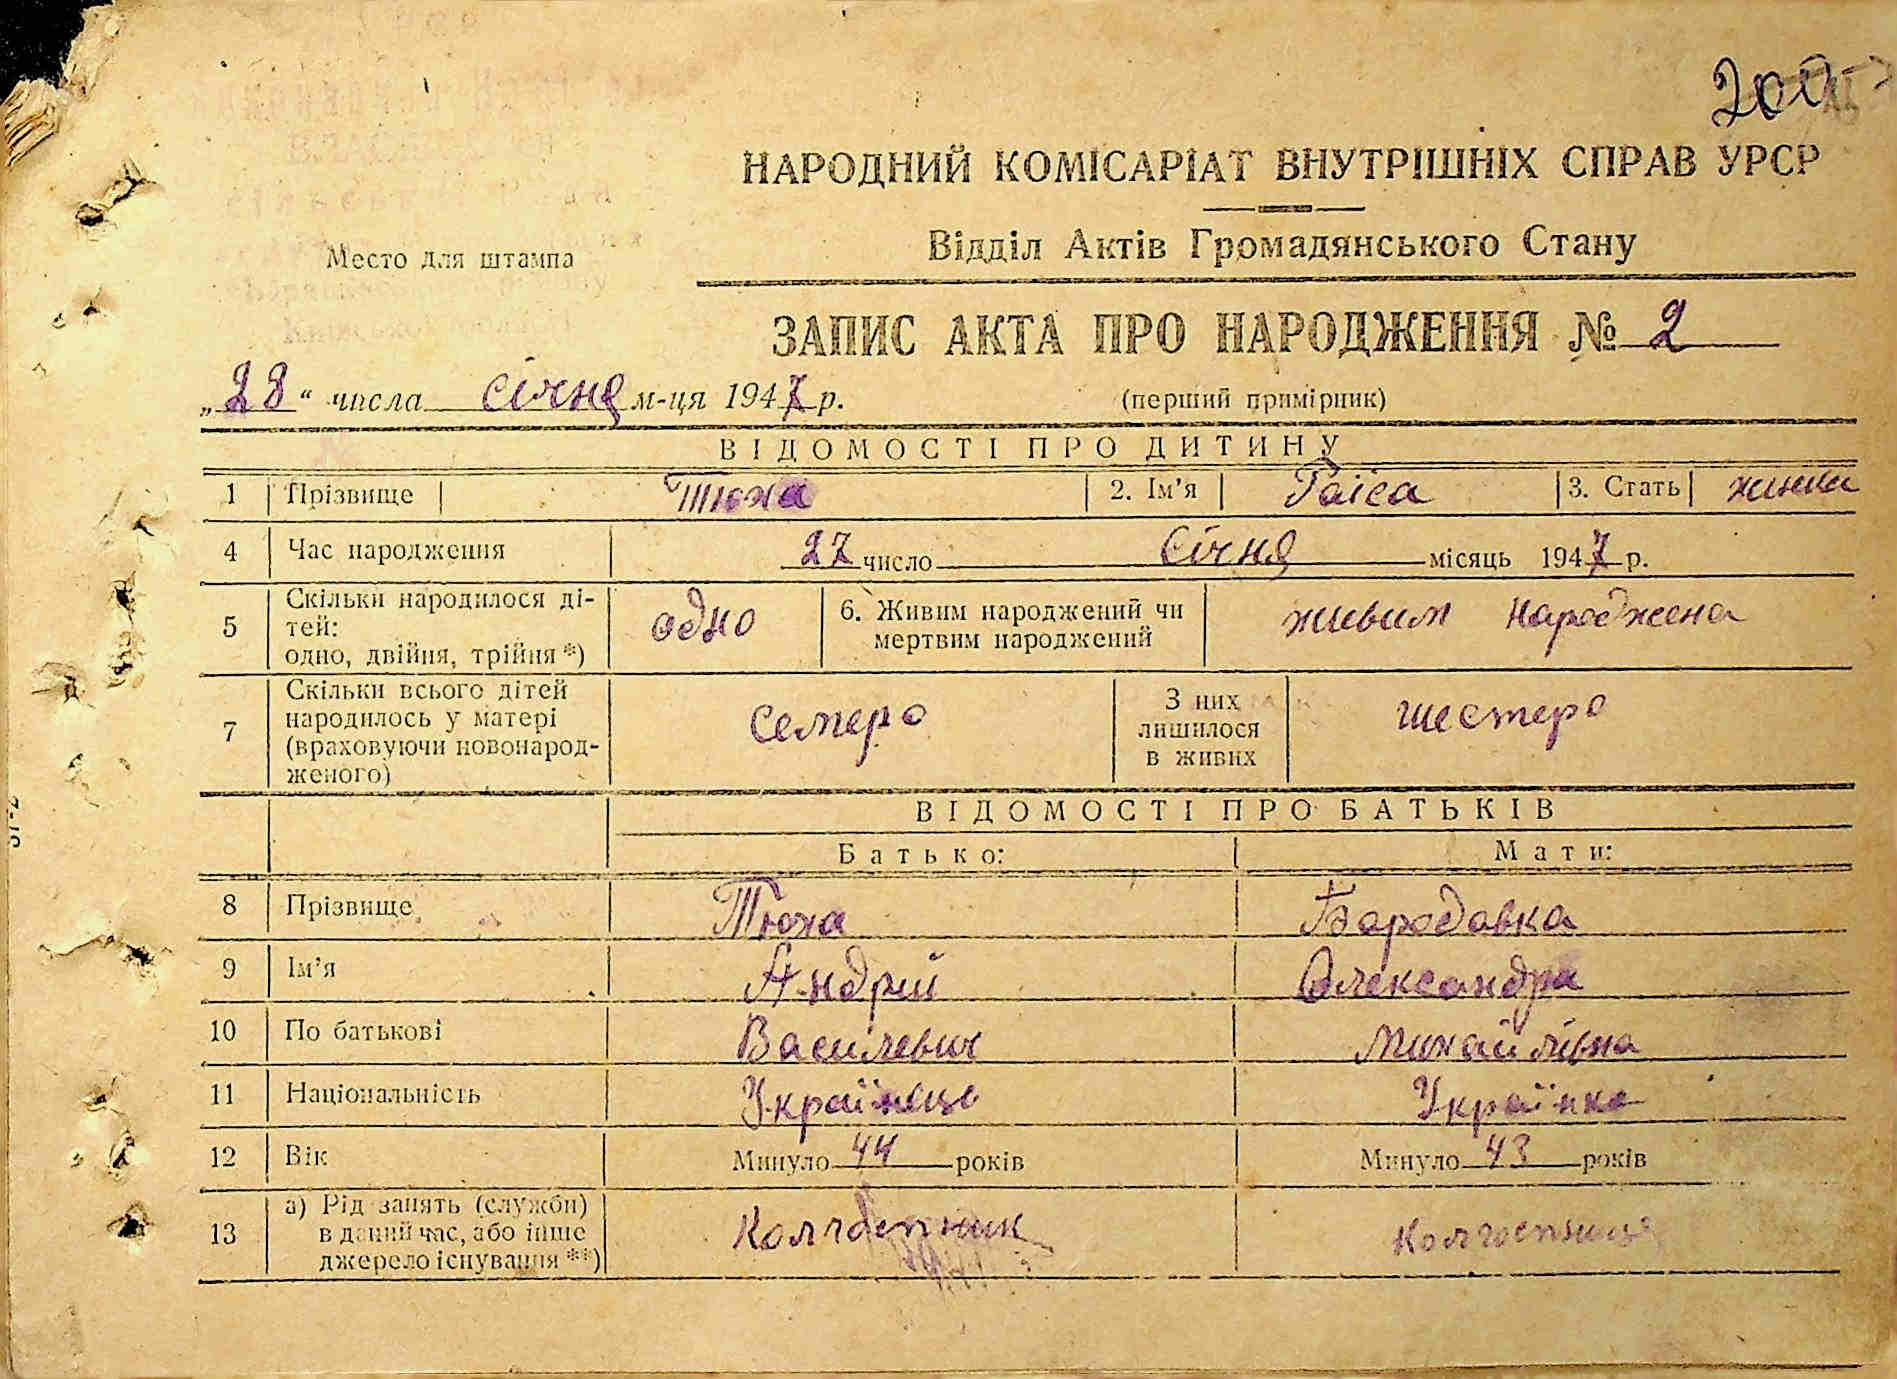 200
НАРОДНИЙ КОМІСАРІАТ ВНУТРІШНІХ СПРАВ УРСР
Відділ Актів Громадянського Стану
Место для штампа
ЗАПИС АКТА ПРО НАРОДЖЕННЯ № 2
„28“ числа січня м-ця 1947 р. (перший примірник)
ВІДОМОСТІ ПРО ДИТИНУ
1 Прізвище Тюха 2. Ім’я Раїса 3. Стать
4 Час народження 27 число січня місяць 1947 р.
5 Скільки народилося ді-
тей:
одно, двійня, трійня *) одно 6. Живим народжений чи
мертвим народжений живим народжена
7 Скільки всього дітей
народилось у матері
(враховуючи новонарод-
женого) семеро З них
лишилося
в живих шестеро
ВІДОМОСТІ ПРО БАТЬКІВ
Батько: Мати:
8 Прізвище Тюха Бородавка
9 Ім’я Андрій Олександра
10 По батькові Василевич Михайлівна
11 Національність Українець Українка
12 Вік Минуло 44 років Минуло 43 років
13 а) Рід занять (служби)
в даний час, або інше
джерело існування **) Колгоспник колгоспниця